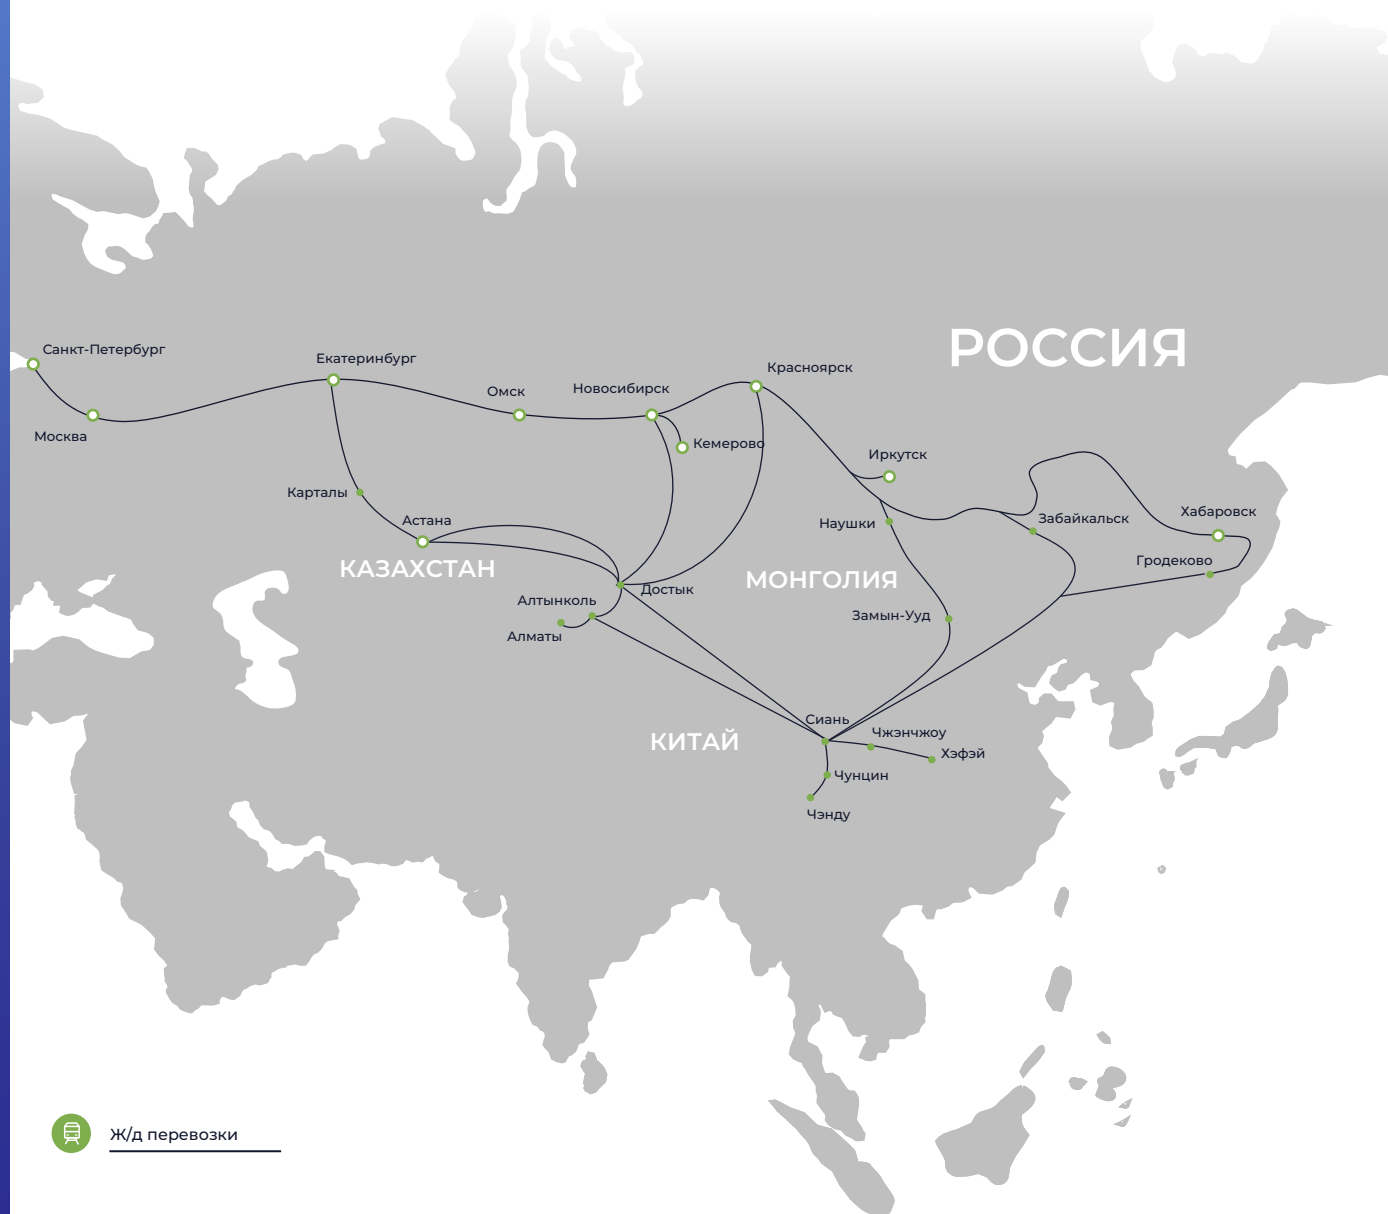 РОССИЯ
Санкт-Петербург
Екатеринбург
Красноярск
Омск
Новосибирск
Москва
Кемерово
Иркутск
Карталы
Астана
Наушки
Забайкальск
Хабаровск
Гродеково
КАЗАХСТАН
МОНГОЛИЯ
Достык
Алтынколь
Алматы
Замын-Ууд
КИТАЙ
Сиань
Чжэнчжоу
Хэфэй
Чунцин
Чэнду
Ж/д перевозки